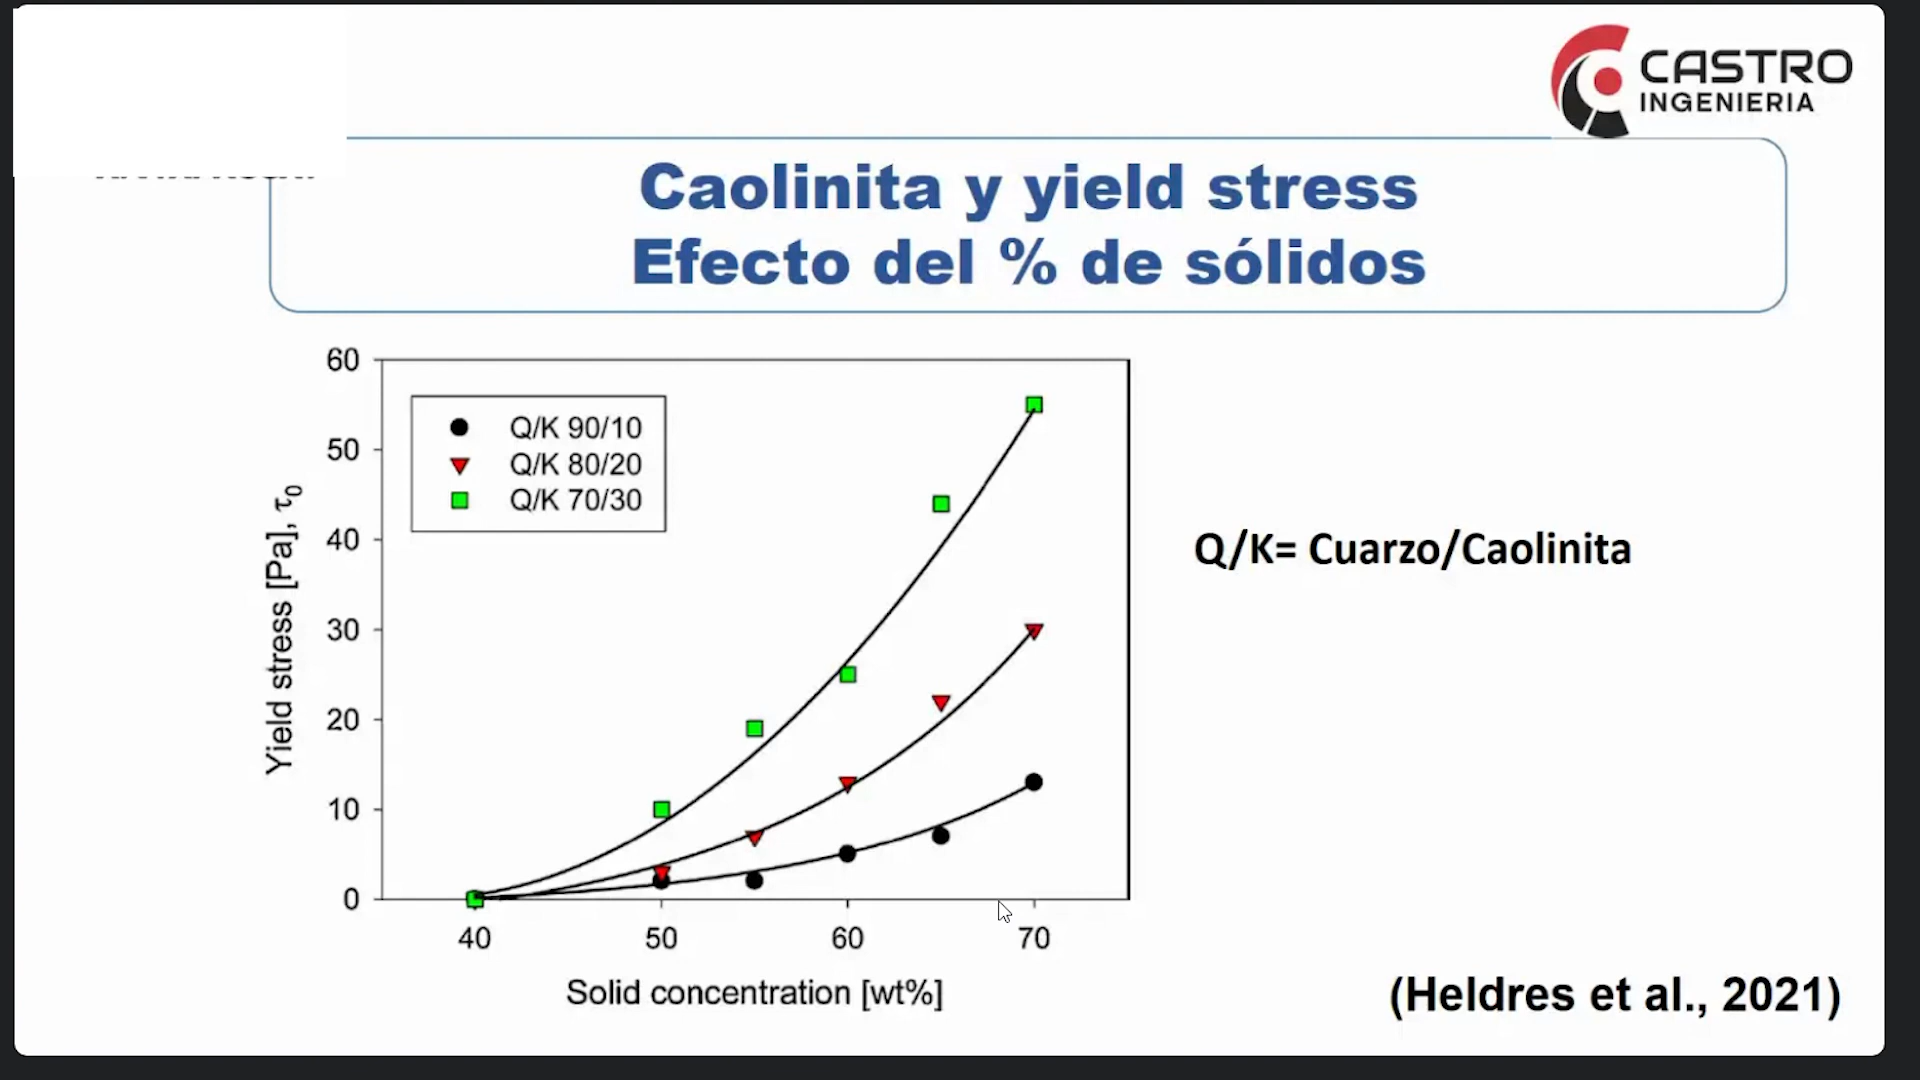 CASTRO
INGENIERIA
Caolinita y yield stress
Efecto del % de sólidos
60
50
40
30
20
10
0
Yield stress [Pa], τ0
Q/K 90/10
Q/K 80/20
Q/K 70/30
40 50 60 70
Solid concentration [wt%]
Q/K= Cuarzo/Caolinita
(Heldres et al., 2021)